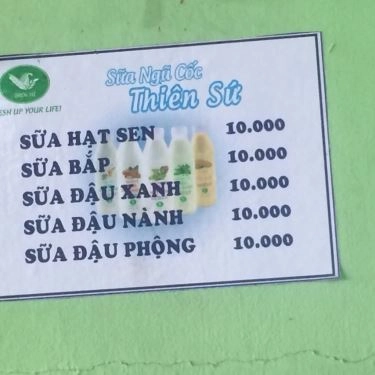 ESH UP YOUR LIFE!
Sữa Ngũ Cốc
Thiên Sứ
SỮA HẠT SEN 10.000
SỮA BẮP 10.000
SỮA ĐẬU XANH 10.000
SỮA ĐẬU NÀNH 10.000
SỮA ĐẬU PHỘNG 10.000